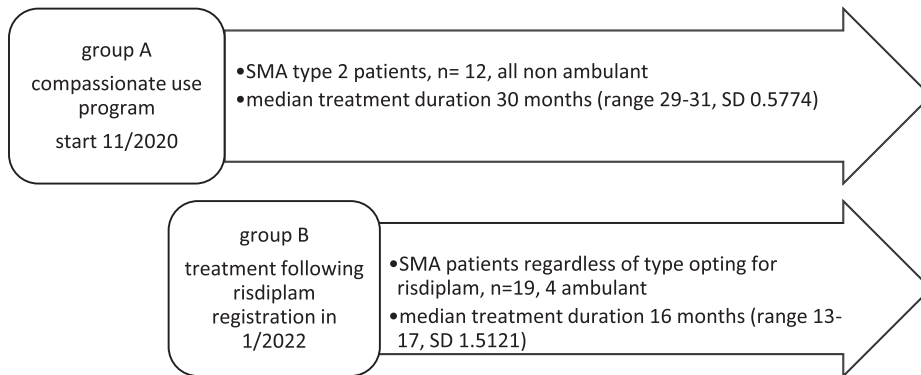 group A
compassionate use
program
start 11/2020
•SMA type 2 patients, n= 12, all non ambulant
•median treatment duration 30 months (range 29-31, SD 0.5774)
group B
treatment following
risdiplam
registration in
1/2022
•SMA patients regardless of type opting for
risdiplam, n=19, 4 ambulant
•median treatment duration 16 months (range 13-
17, SD 1.5121)